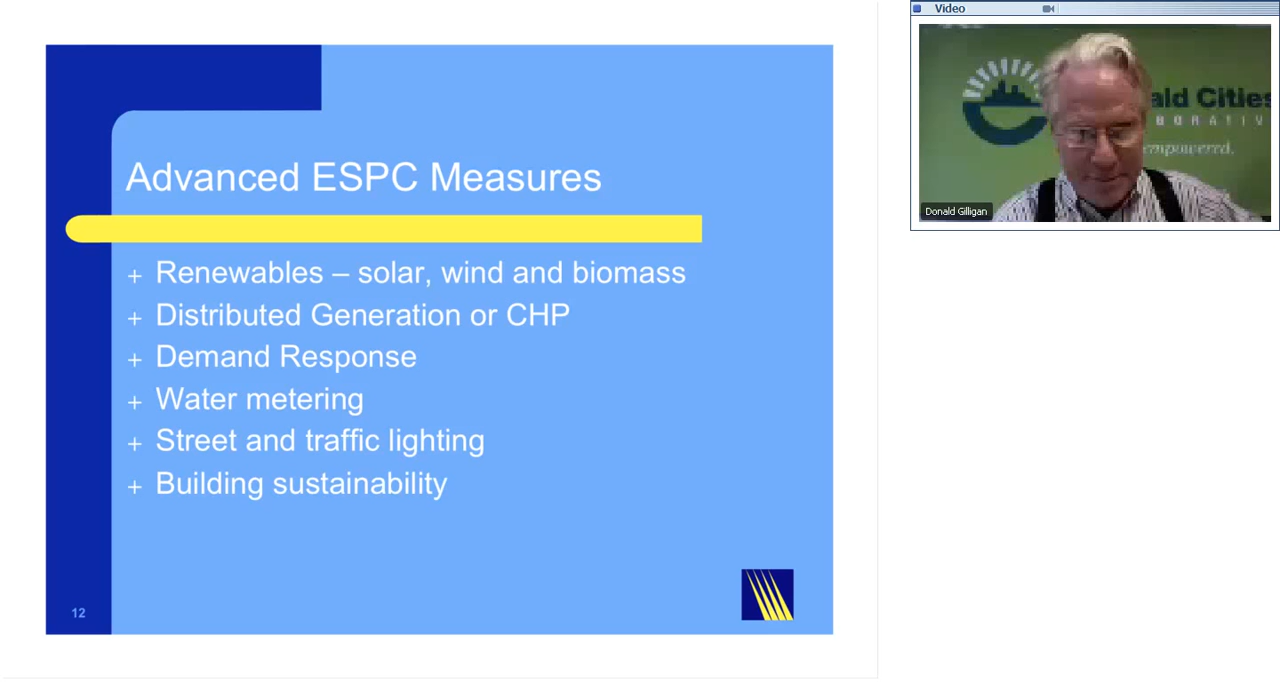 Advanced ESPC Measures
+ Renewables – solar, wind and biomass
+ Distributed Generation or CHP
+ Demand Response
+ Water metering
+ Street and traffic lighting
+ Building sustainability
12
Video
ald Cities
empowered.
Donald Gilligan